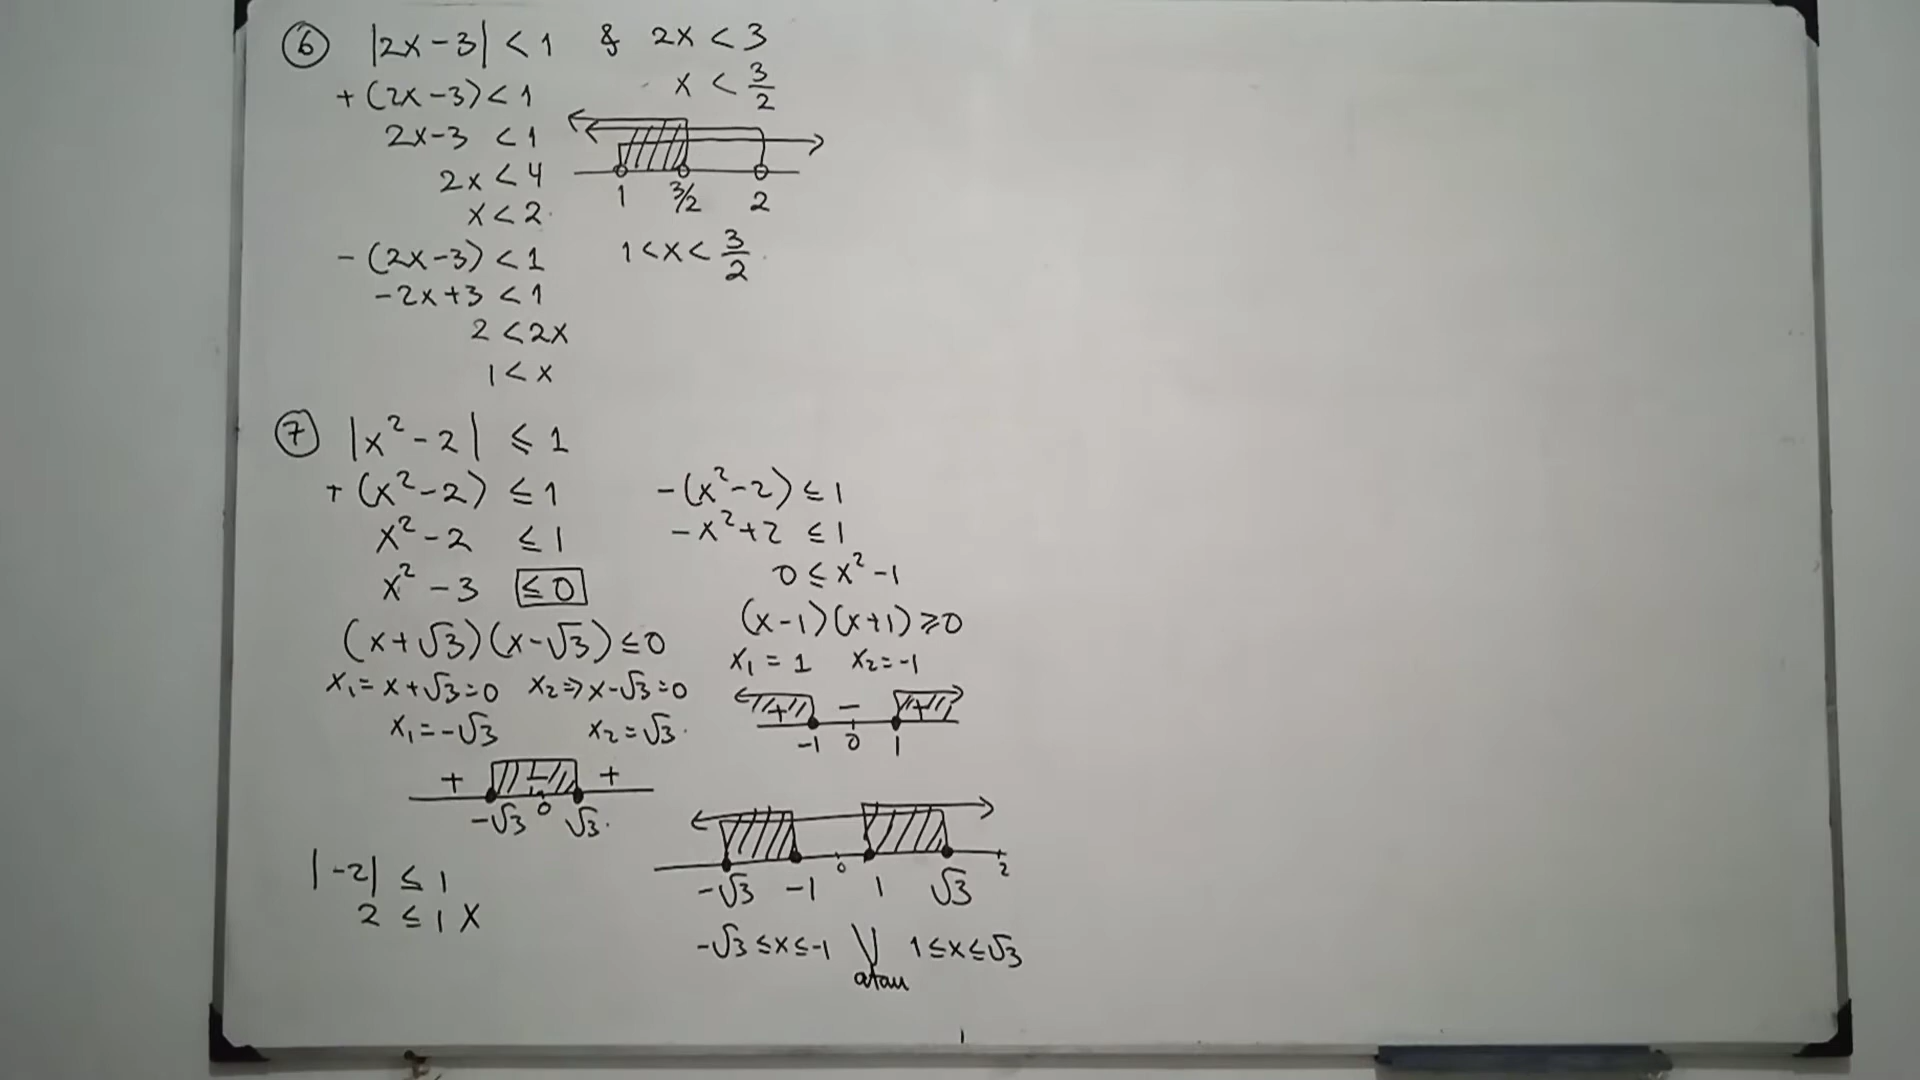 ⑥ |2x-3| < 1 & 2x < 3
x < 3/2
+(2x-3) < 1
2x-3 < 1
2x < 4
x < 2
-(2x-3) < 1
-2x+3 < 1
2 < 2x
1 < x
1 3/2 2
1 < x < 3/2
⑦ |x²-2| ≤ 1
+(x²-2) ≤ 1
x²-2 ≤ 1
x²-3 ≤ 0
(x+√3)(x-√3) ≤ 0
x₁ = x+√3=0 x₂ ⇒ x-√3=0
x₁ = -√3 x₂ = √3
+ - +
-√3 0 √3
|-2| ≤ 1
2 ≤ 1 X
-(x²-2) ≤ 1
-x²+2 ≤ 1
0 ≤ x²-1
(x-1)(x+1) ≥ 0
x₁ = 1 x₂ = -1
+ - +
-1 0 1
-√3 -1 0 1 √3 2
-√3 ≤ x ≤ -1 ∨ 1 ≤ x ≤ √3
atau